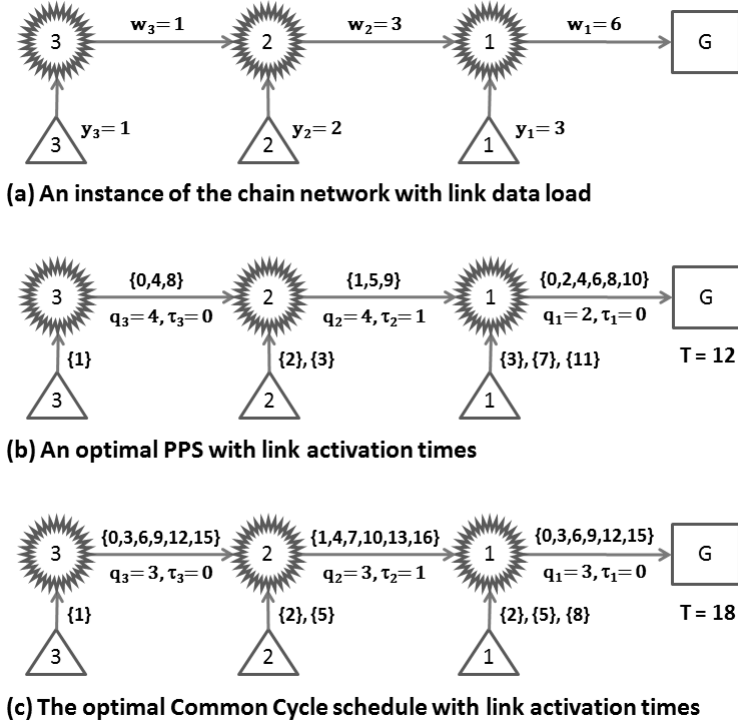 w₃=1 w₂=3 w₁=6
3 2 1 G
y₃=1 y₂=2 y₁=3
3 2 1
(a) An instance of the chain network with link data load
{0,4,8} {1,5,9} {0,2,4,6,8,10}
3 2 1 G
q₃=4, τ₃=0 q₂=4, τ₂=1 q₁=2, τ₁=0
{1} {2}, {3} {3}, {7}, {11} T = 12
3 2 1
(b) An optimal PPS with link activation times
{0,3,6,9,12,15} {1,4,7,10,13,16} {0,3,6,9,12,15}
3 2 1 G
q₃=3, τ₃=0 q₂=3, τ₂=1 q₁=3, τ₁=0
{1} {2}, {5} {2}, {5}, {8} T = 18
3 2 1
(c) The optimal Common Cycle schedule with link activation times